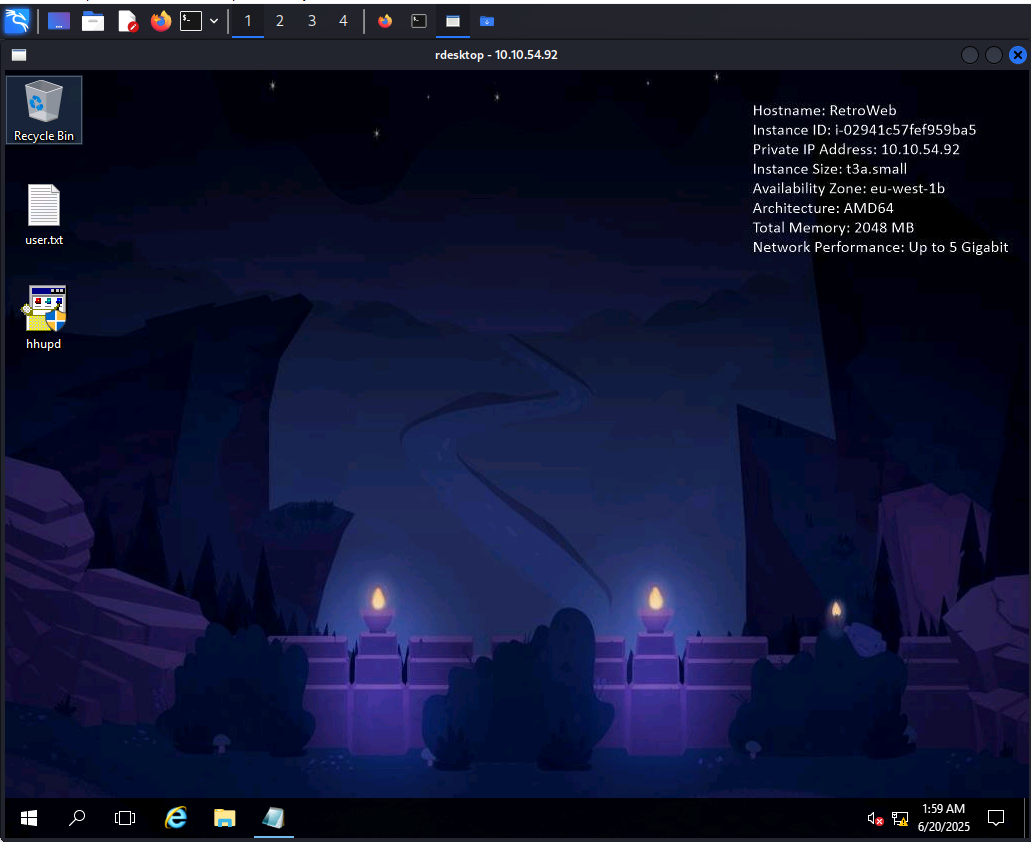 1 2 3 4
rdesktop - 10.10.54.92
Recycle Bin
Hostname: RetroWeb
Instance ID: i-02941c57fef959ba5
Private IP Address: 10.10.54.92
Instance Size: t3a.small
Availability Zone: eu-west-1b
Architecture: AMD64
Total Memory: 2048 MB
Network Performance: Up to 5 Gigabit
user.txt
hhupd
1:59 AM
6/20/2025